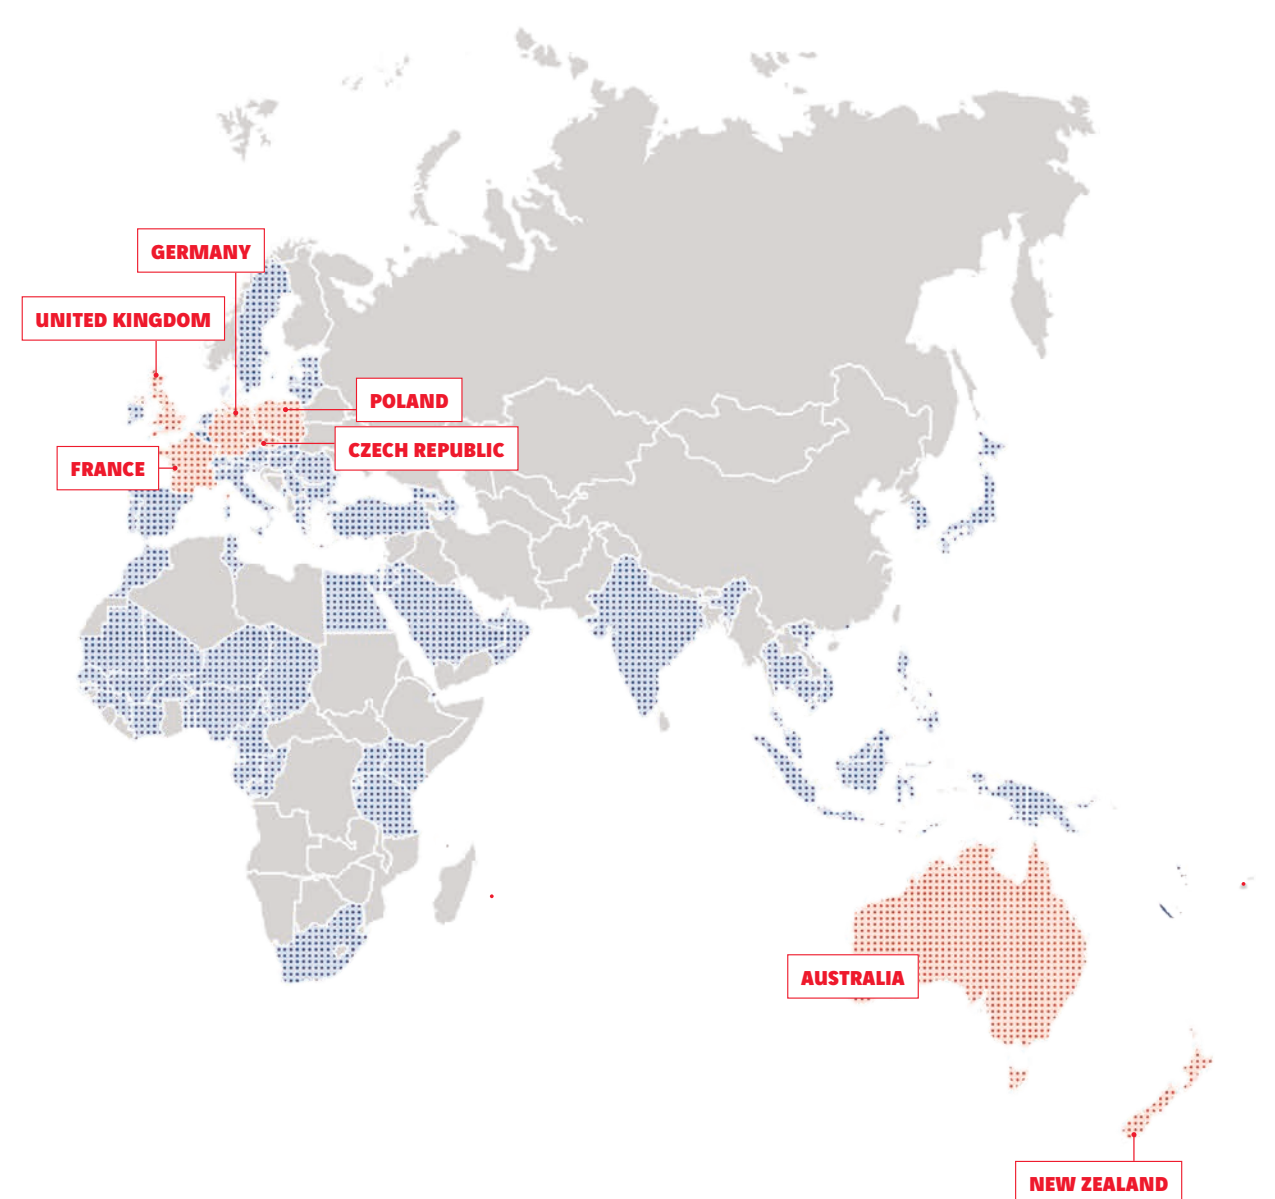 GERMANY
UNITED KINGDOM
POLAND
CZECH REPUBLIC
FRANCE
AUSTRALIA
NEW ZEALAND